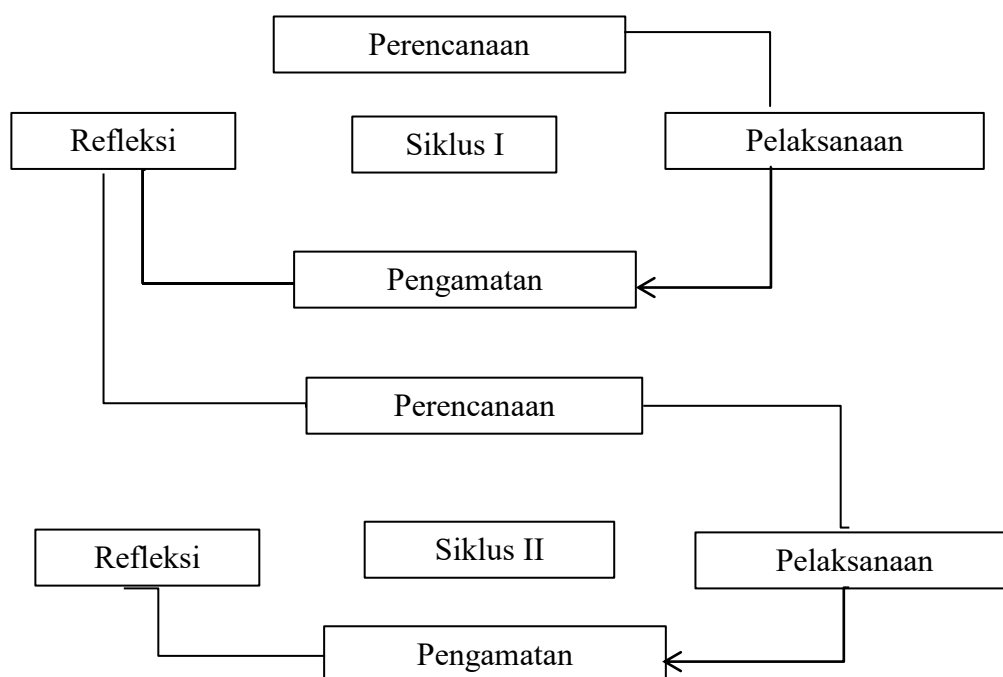 Perencanaan
Refleksi
Siklus I
Pelaksanaan
Pengamatan
Perencanaan
Refleksi
Siklus II
Pelaksanaan
Pengamatan